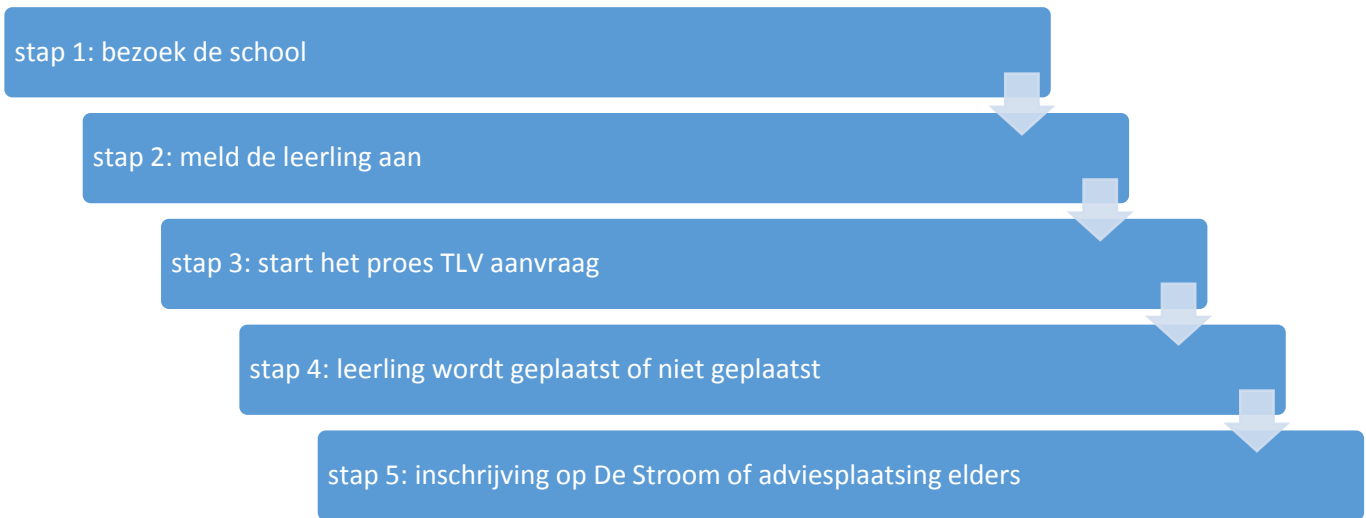 stap 1: bezoek de school
stap 2: meld de leerling aan
stap 3: start het proes TLV aanvraag
stap 4: leerling wordt geplaatst of niet geplaatst
stap 5: inschrijving op De Stroom of adviesplaatsing elders